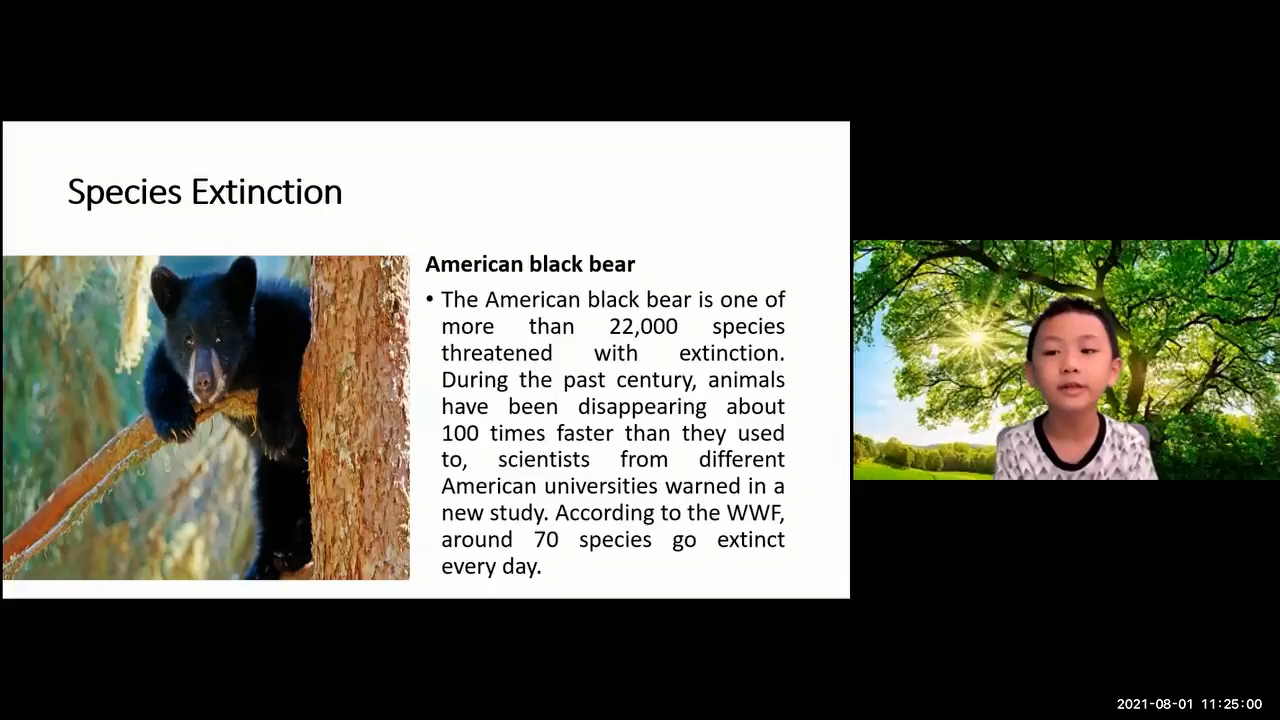 Species Extinction
American black bear
• The American black bear is one of
more than 22,000 species
threatened with extinction.
During the past century, animals
have been disappearing about
100 times faster than they used
to, scientists from different
American universities warned in a
new study. According to the WWF,
around 70 species go extinct
every day.
2021-08-01 11:25:00